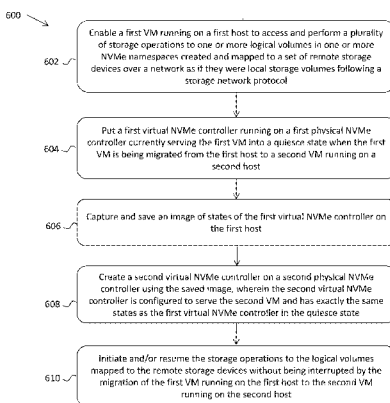 600
Enable a first VM running on a first host to access and perform a plurality
of storage operations to one or more logical volumes in one or more
NVMe namespaces created and mapped to a set of remote storage
devices over a network as if they were local storage volumes following a
storage network protocol
602
Put a first virtual NVMe controller running on a first physical NVMe
controller currently serving the first VM into a quiesce state when the first
VM is being migrated from the first host to a second VM running on a
second host
604
Capture and save an image of states of the first virtual NVMe controller on
the first host
606
Create a second virtual NVMe controller on a second physical NVMe
controller using the saved image, wherein the second virtual NVMe
controller is configured to serve the second VM and has exactly the same
states as the first virtual NVMe controller in the quiesce state
608
Initiate and/or resume the storage operations to the logical volumes
mapped to the remote storage devices without being interrupted by the
migration of the first VM running on the first host to the second VM
running on the second host
610